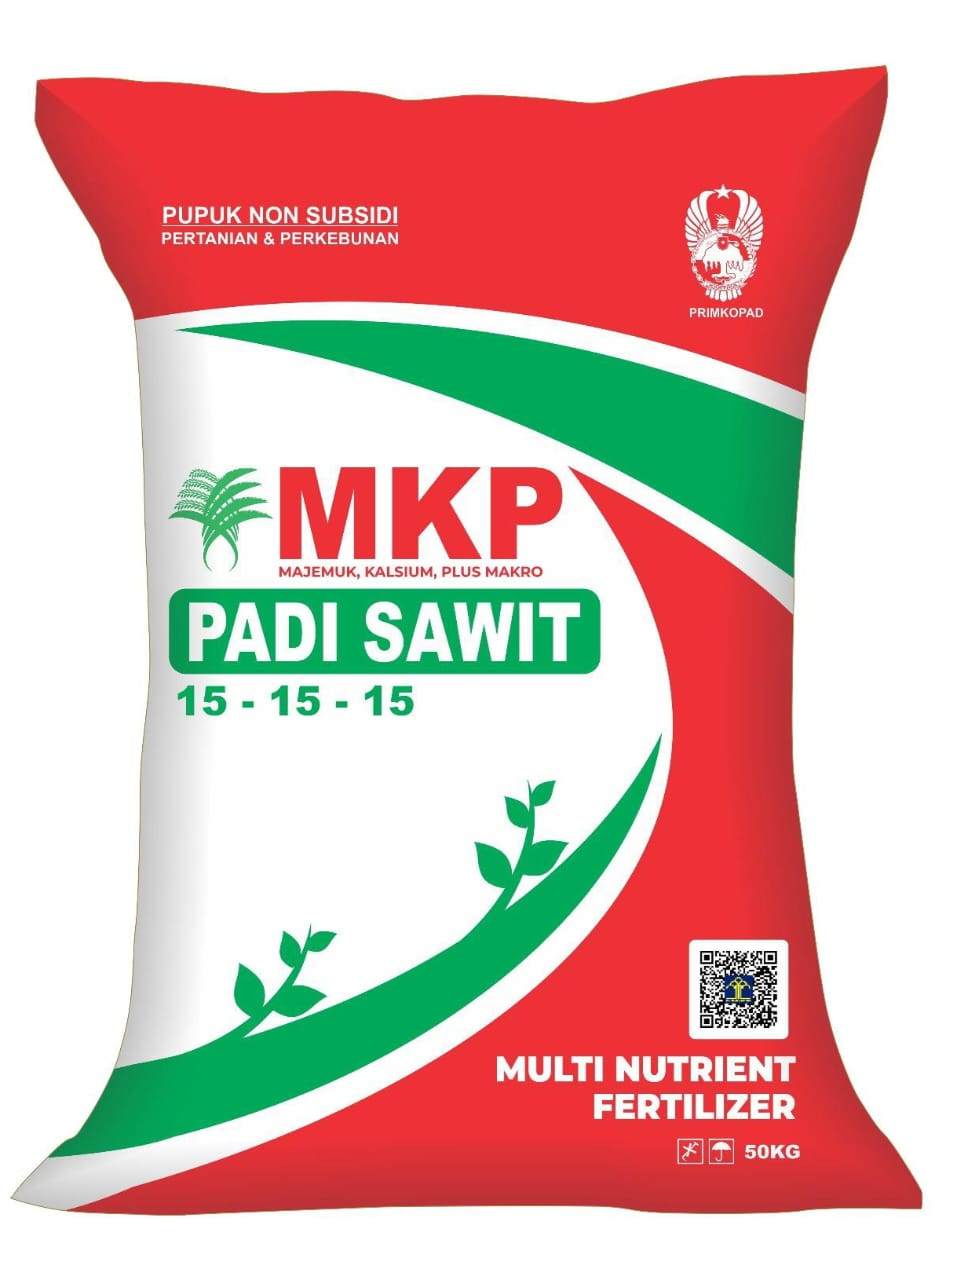 PUPUK NON SUBSIDI
PERTANIAN & PERKEBUNAN
PRIMKOPAD
MKP
MAJEMUK, KALSIUM, PLUS MAKRO
PADI SAWIT
15 - 15 - 15
MULTI NUTRIENT
FERTILIZER
50KG